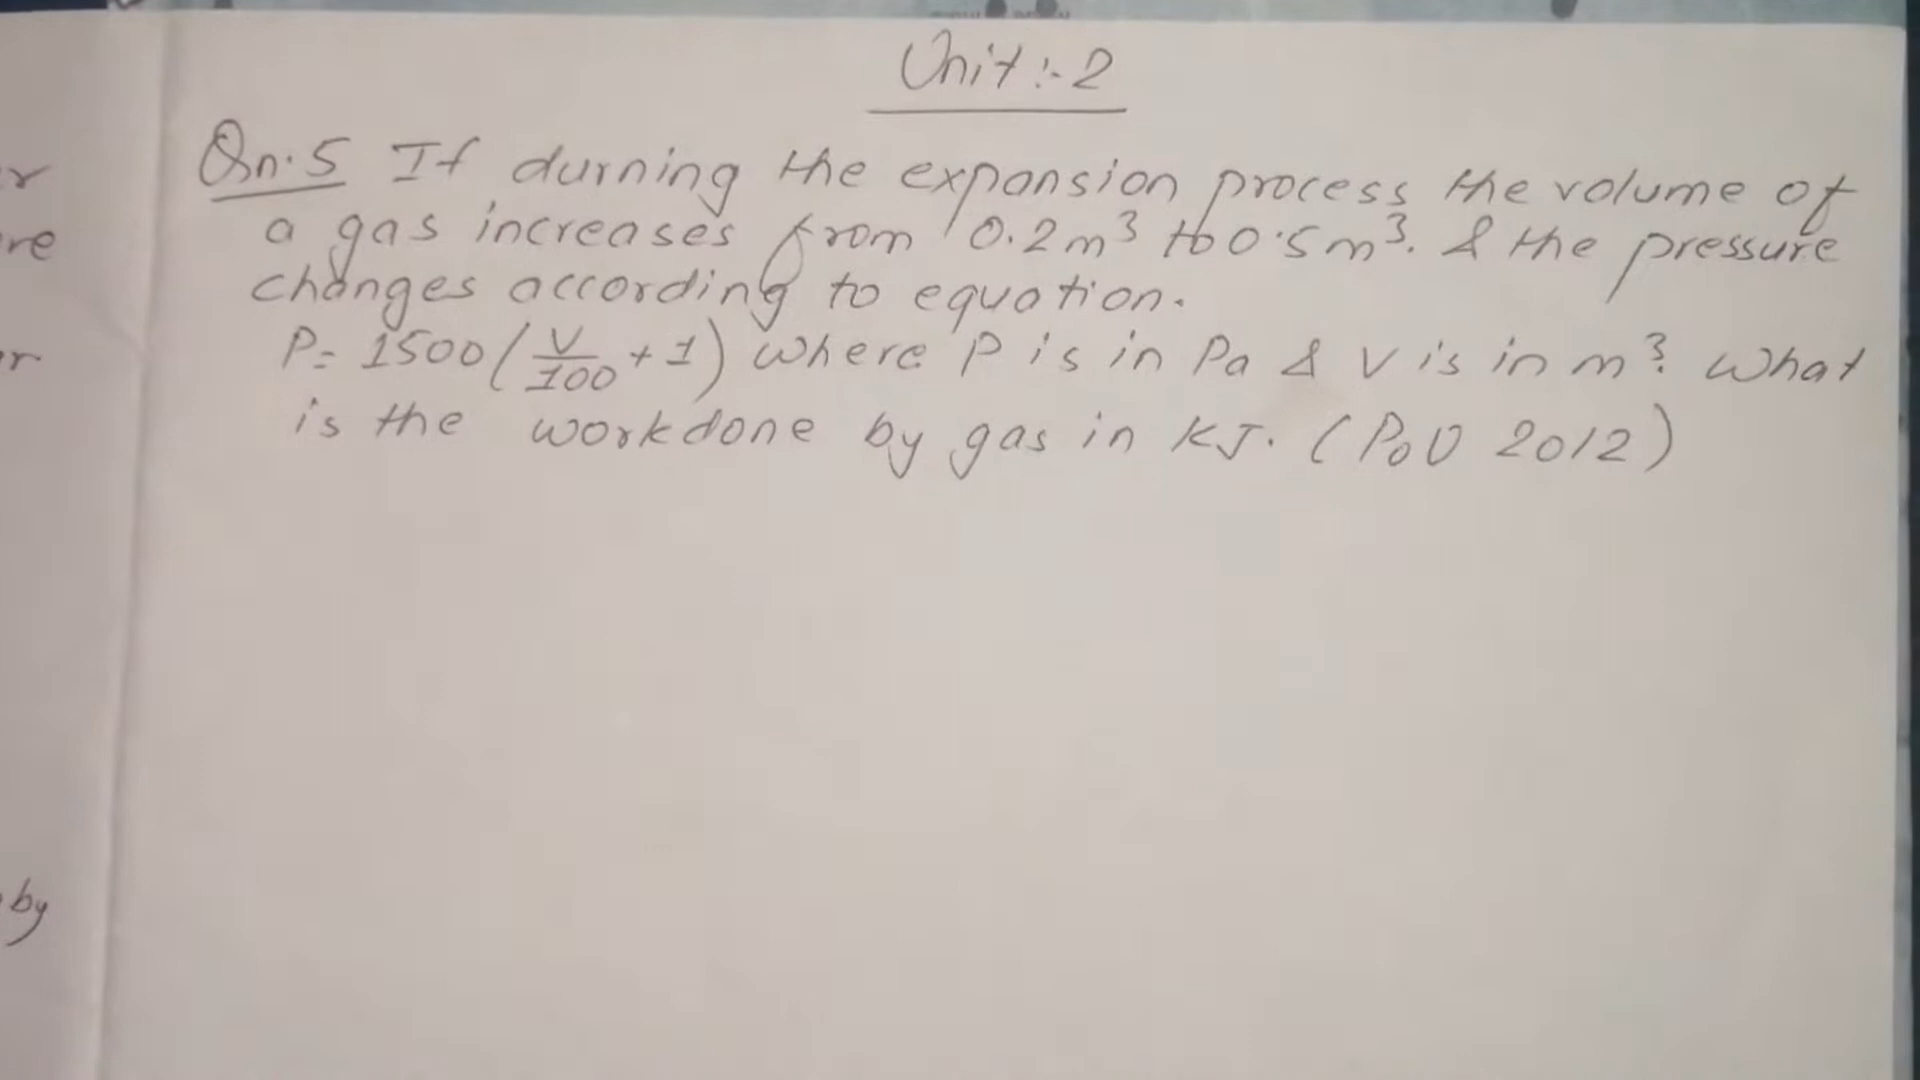 Unit :- 2
Qn.5 If durning the expansion process the volume of
a gas increases from 0.2m³ to 0.5m³. & the pressure
changes according to equation.
P = 1500(V/100 + 1) where P is in Pa & V is in m³. What
is the workdone by gas in KJ. (PoU 2012)
by